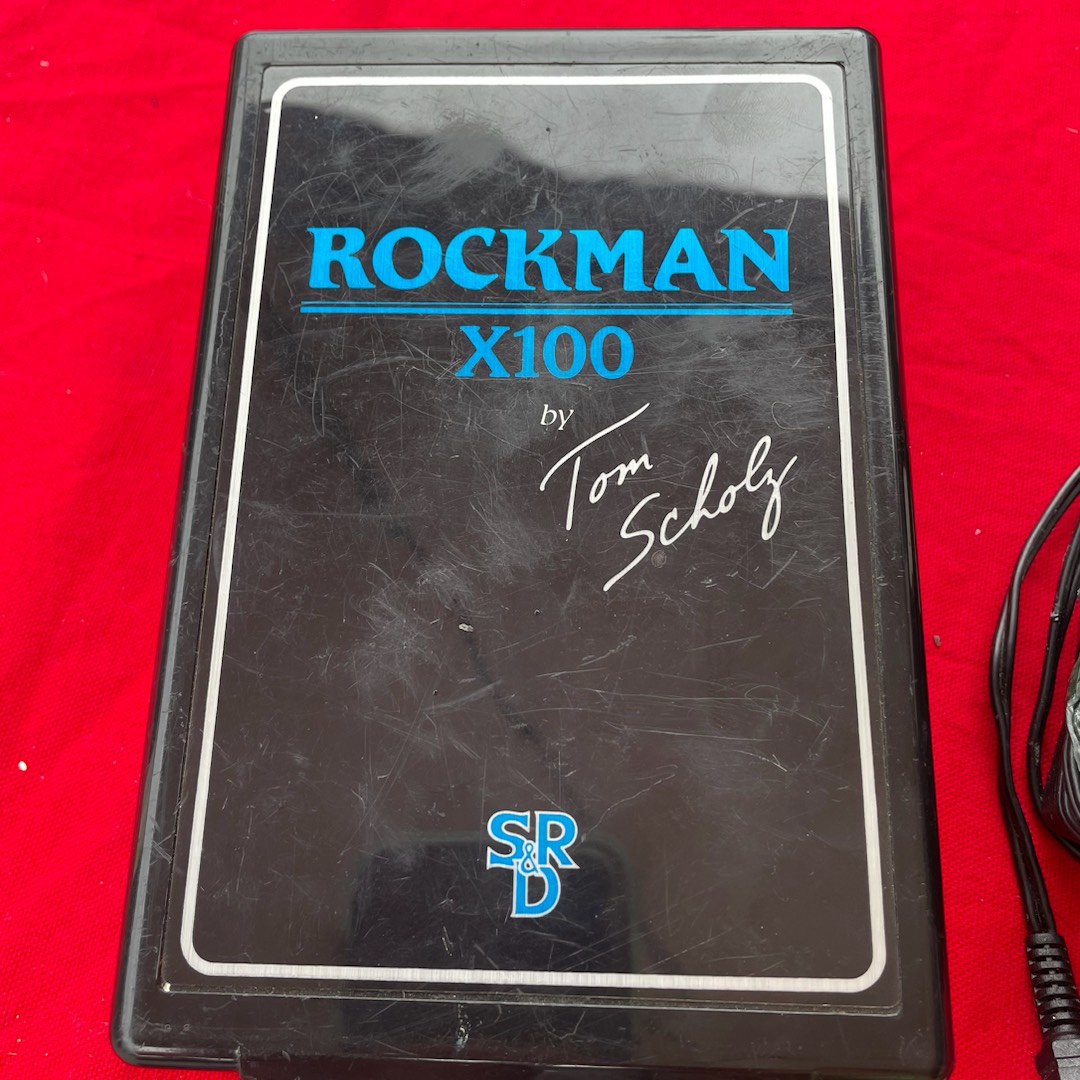 ROCKMAN
X100
by
Tom
Scholz
S&R
D